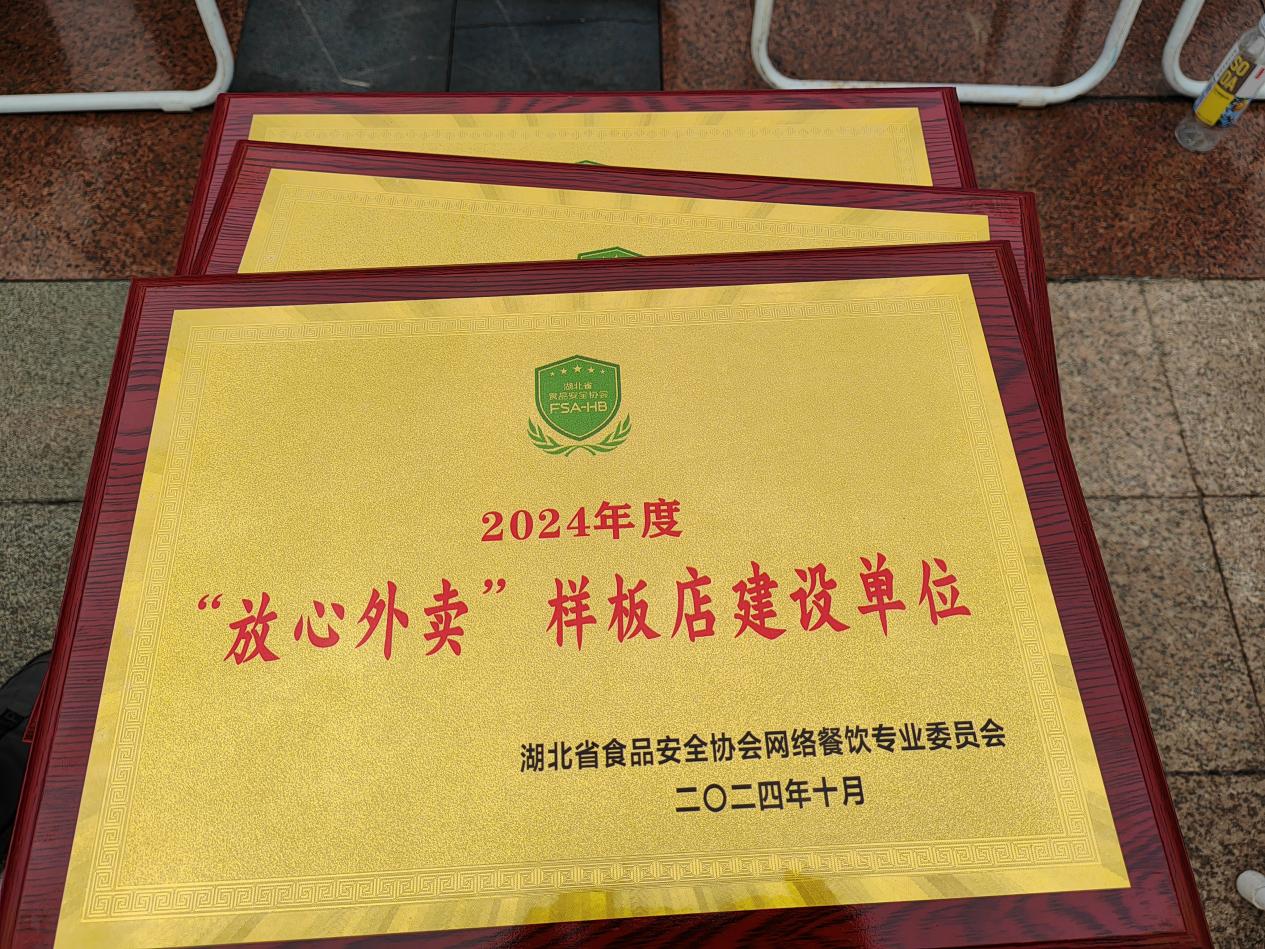 SODA
湖北省
食品安全协会
FSA-HB
2024年度
“放心外卖”样板店建设单位
湖北省食品安全协会网络餐饮专业委员会
二〇二四年十月